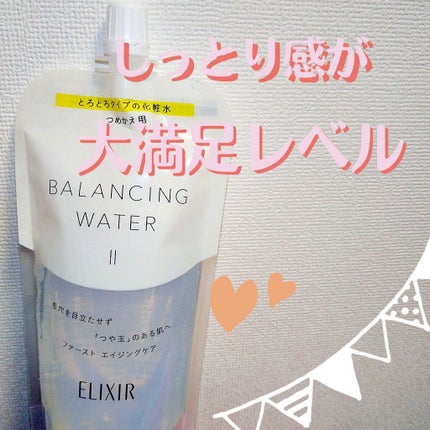 しっとり感が
大満足レベル
とろとろタイプの化粧水
つめかえ用
BALANCING
WATER
II
毛穴を目立たせず
「つや玉」のある肌へ
ファースト エイジングケア
ELIXIR